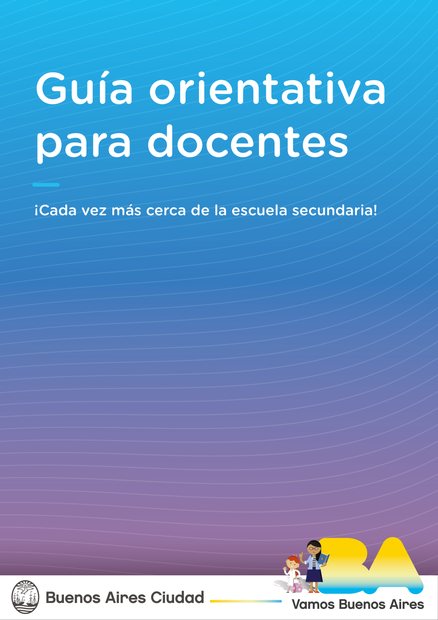 Guía orientativa
para docentes
¡Cada vez más cerca de la escuela secundaria!
BA
Buenos Aires Ciudad
Vamos Buenos Aires